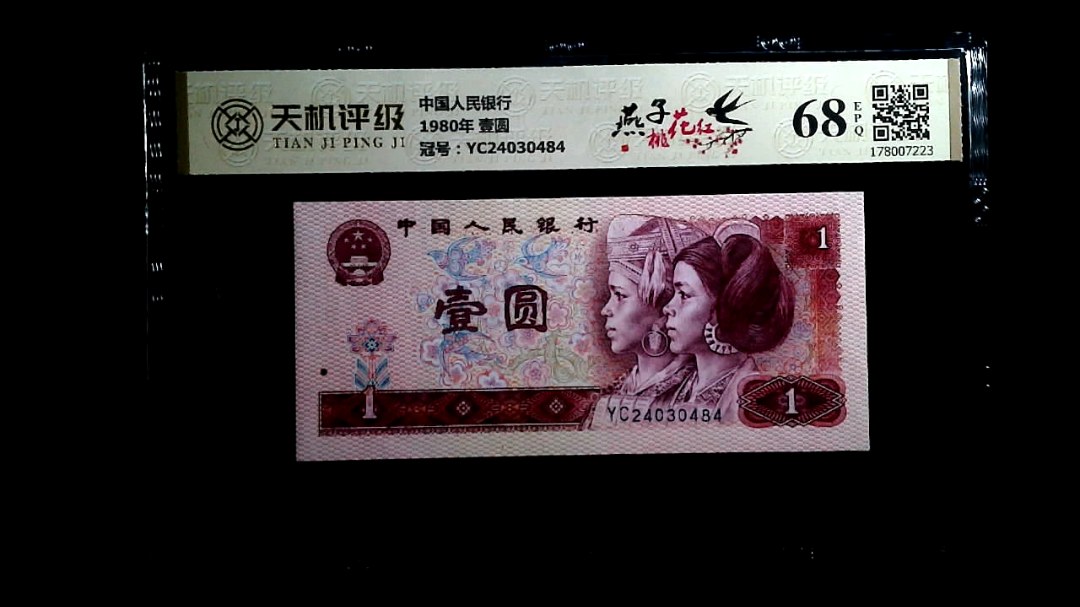 天机评级
TIAN JI PING JI
中国人民银行
1980年 壹圆
冠号：YC24030484
燕子
桃花红
68
EPQ
178007223
中国人民银行
1
壹圆
1
YC24030484
1